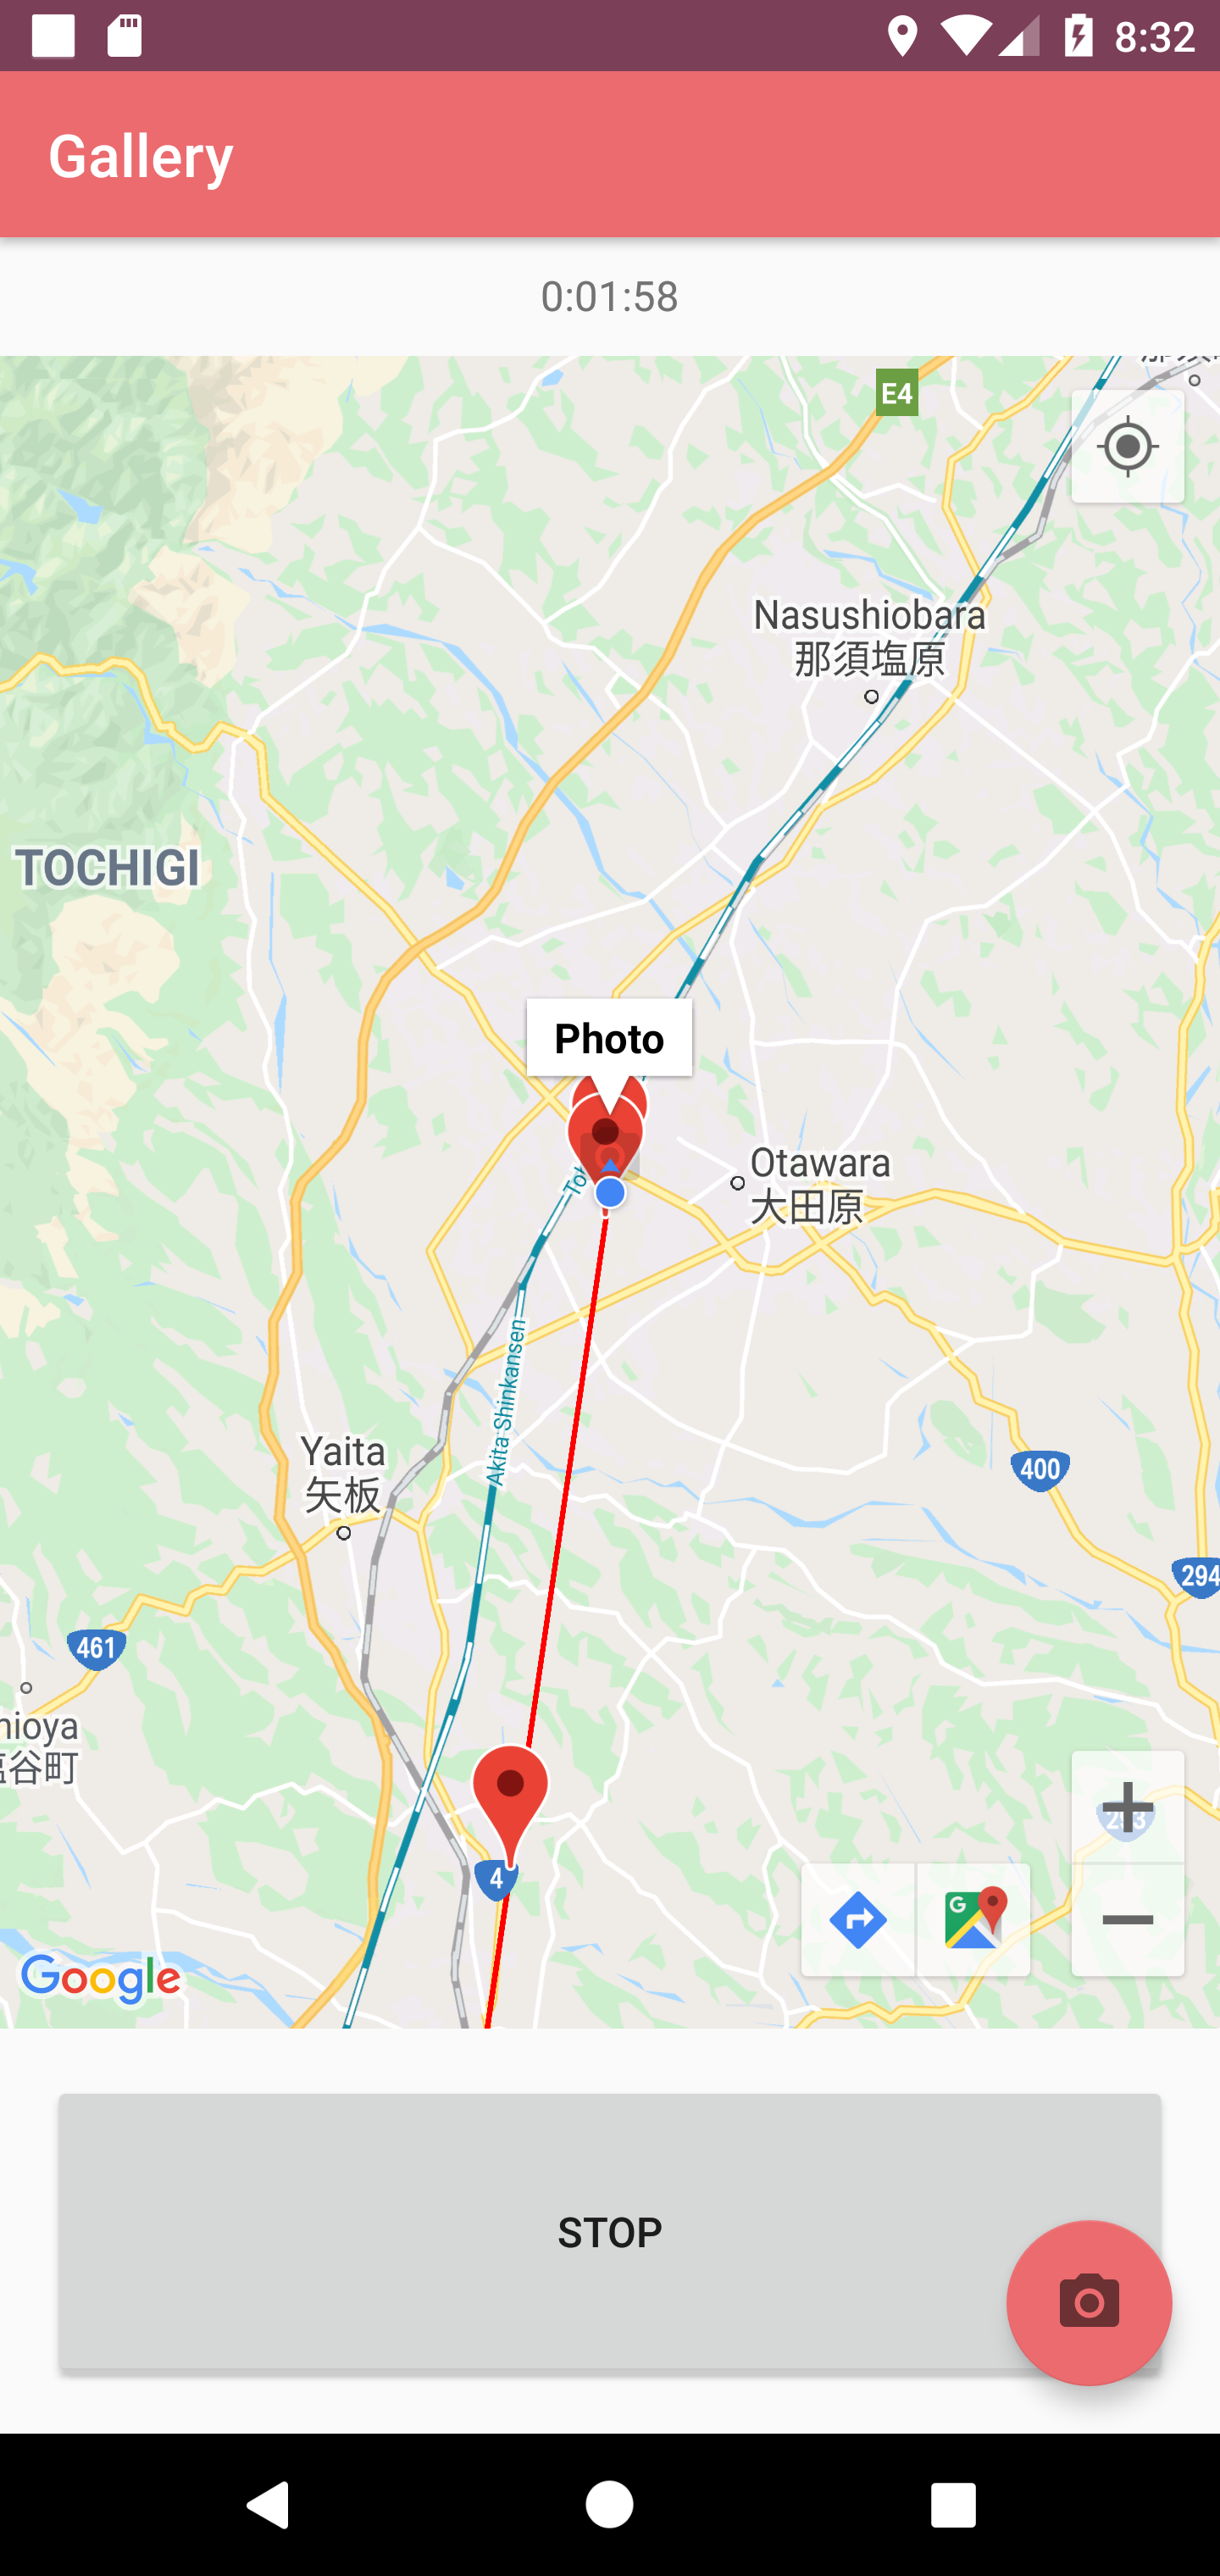 8:32
Gallery
0:01:58
E4
Nasushiobara
那須塩原
TOCHIGI
Photo
Otawara
大田原
Akita Shinkansen
Yaita
矢板
400
294
461
nioya
塩谷町
4
Google
STOP